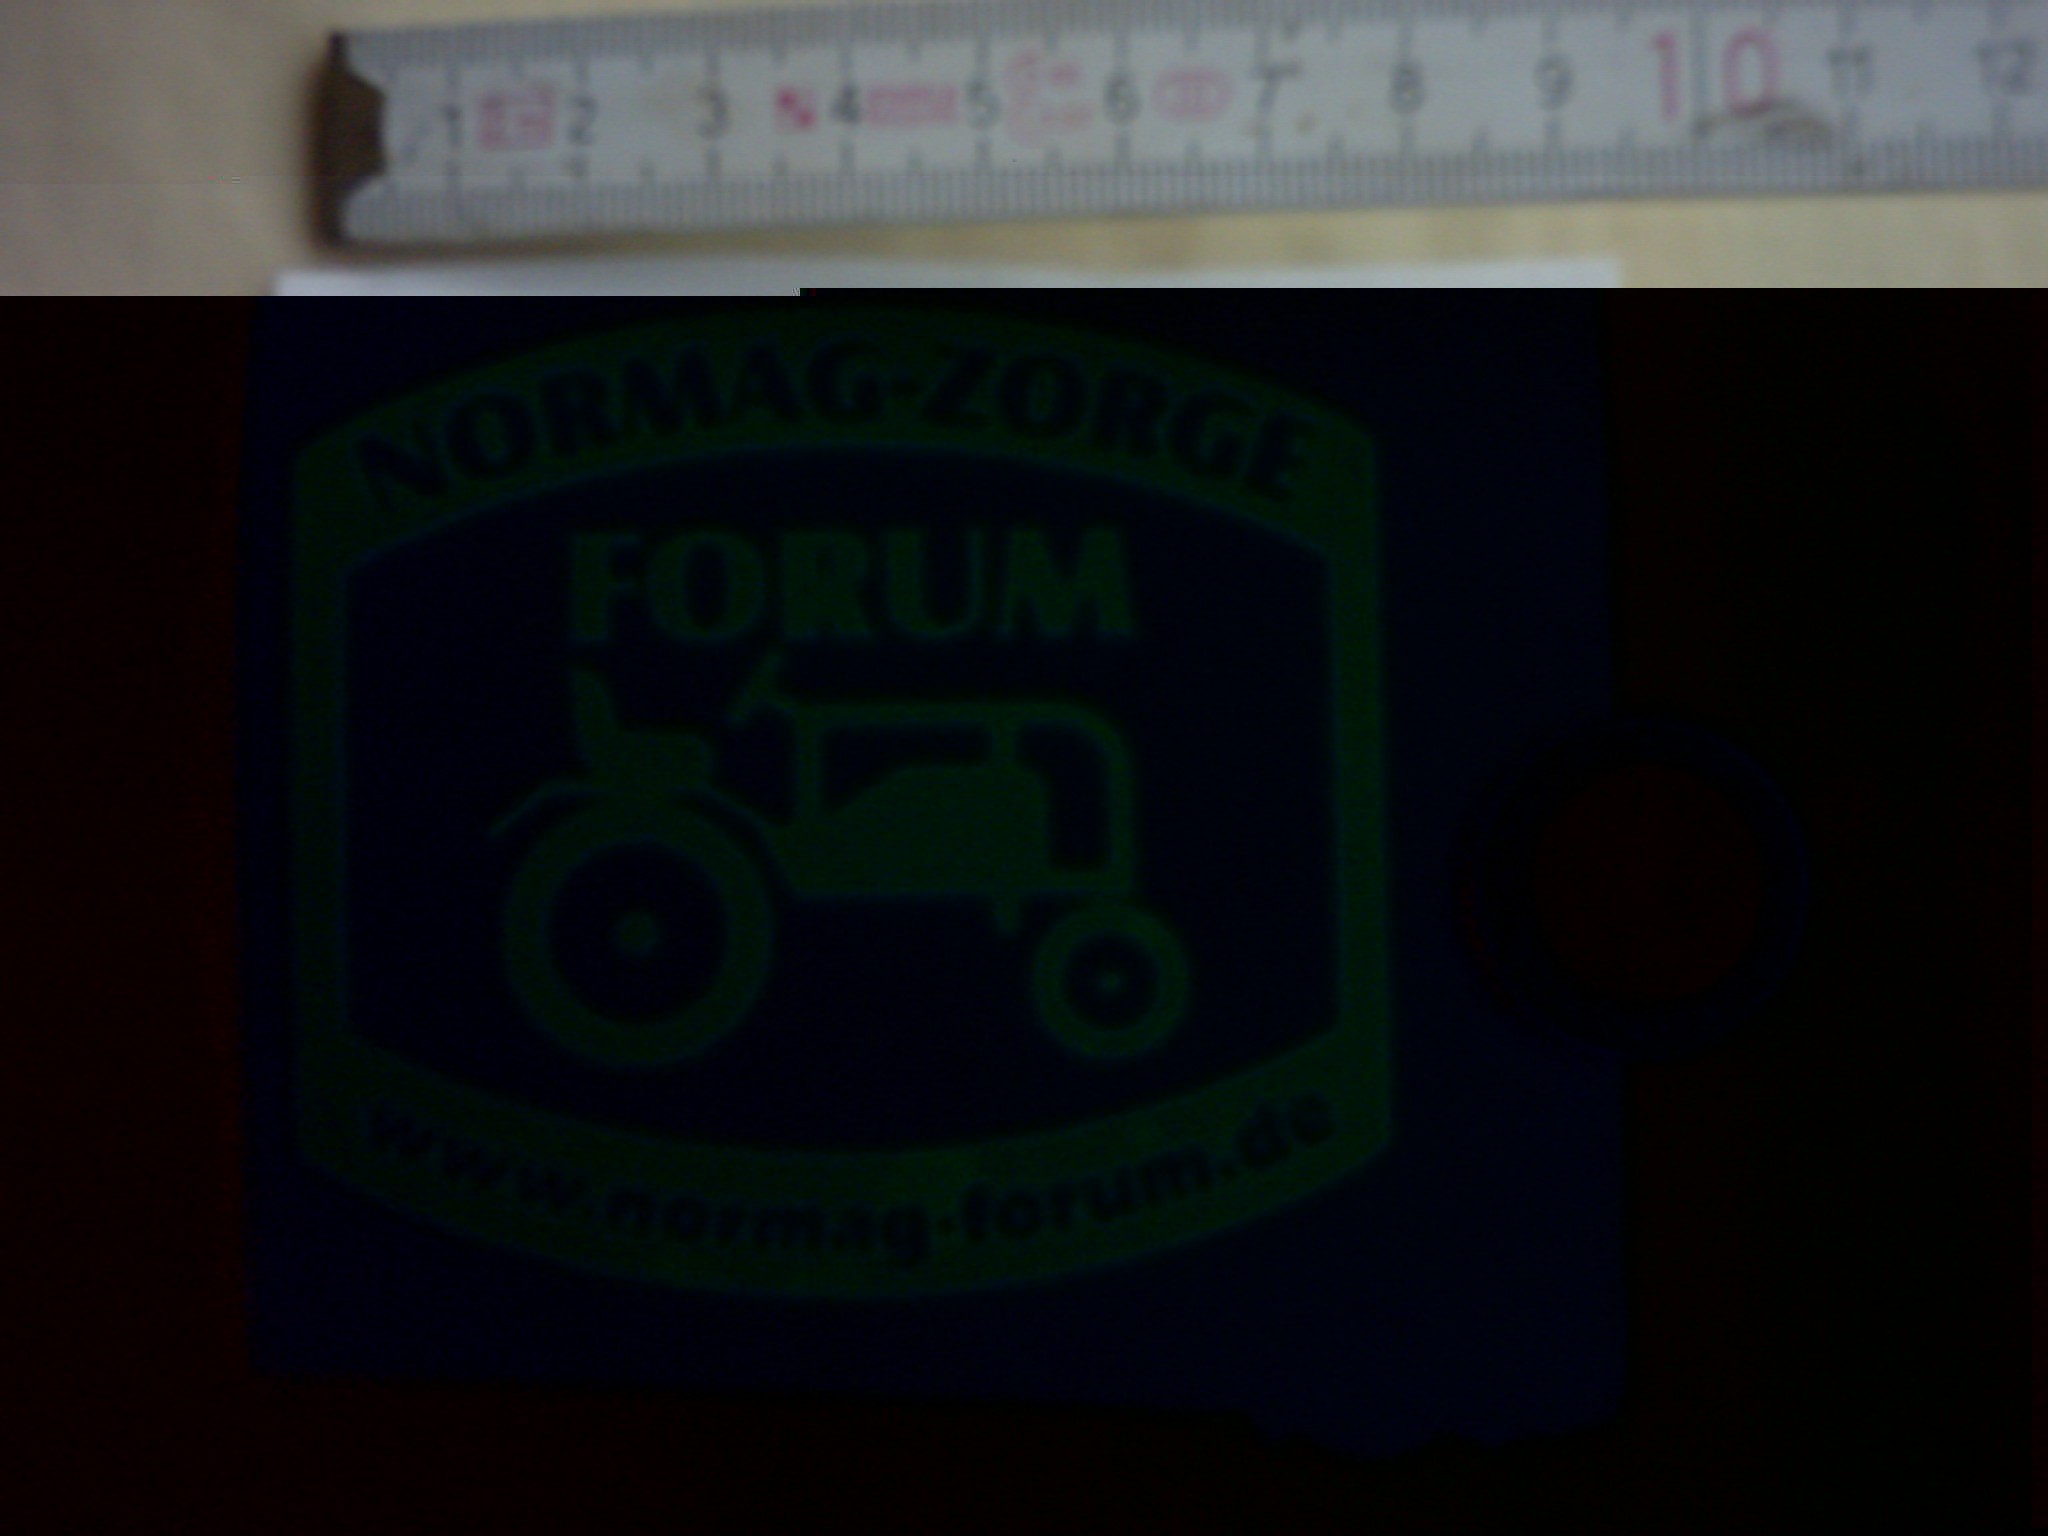 1 2 3 4 5 6 7 8 9 10 11 12
NORMAG-ZORGE
FORUM
www.normag-forum.de